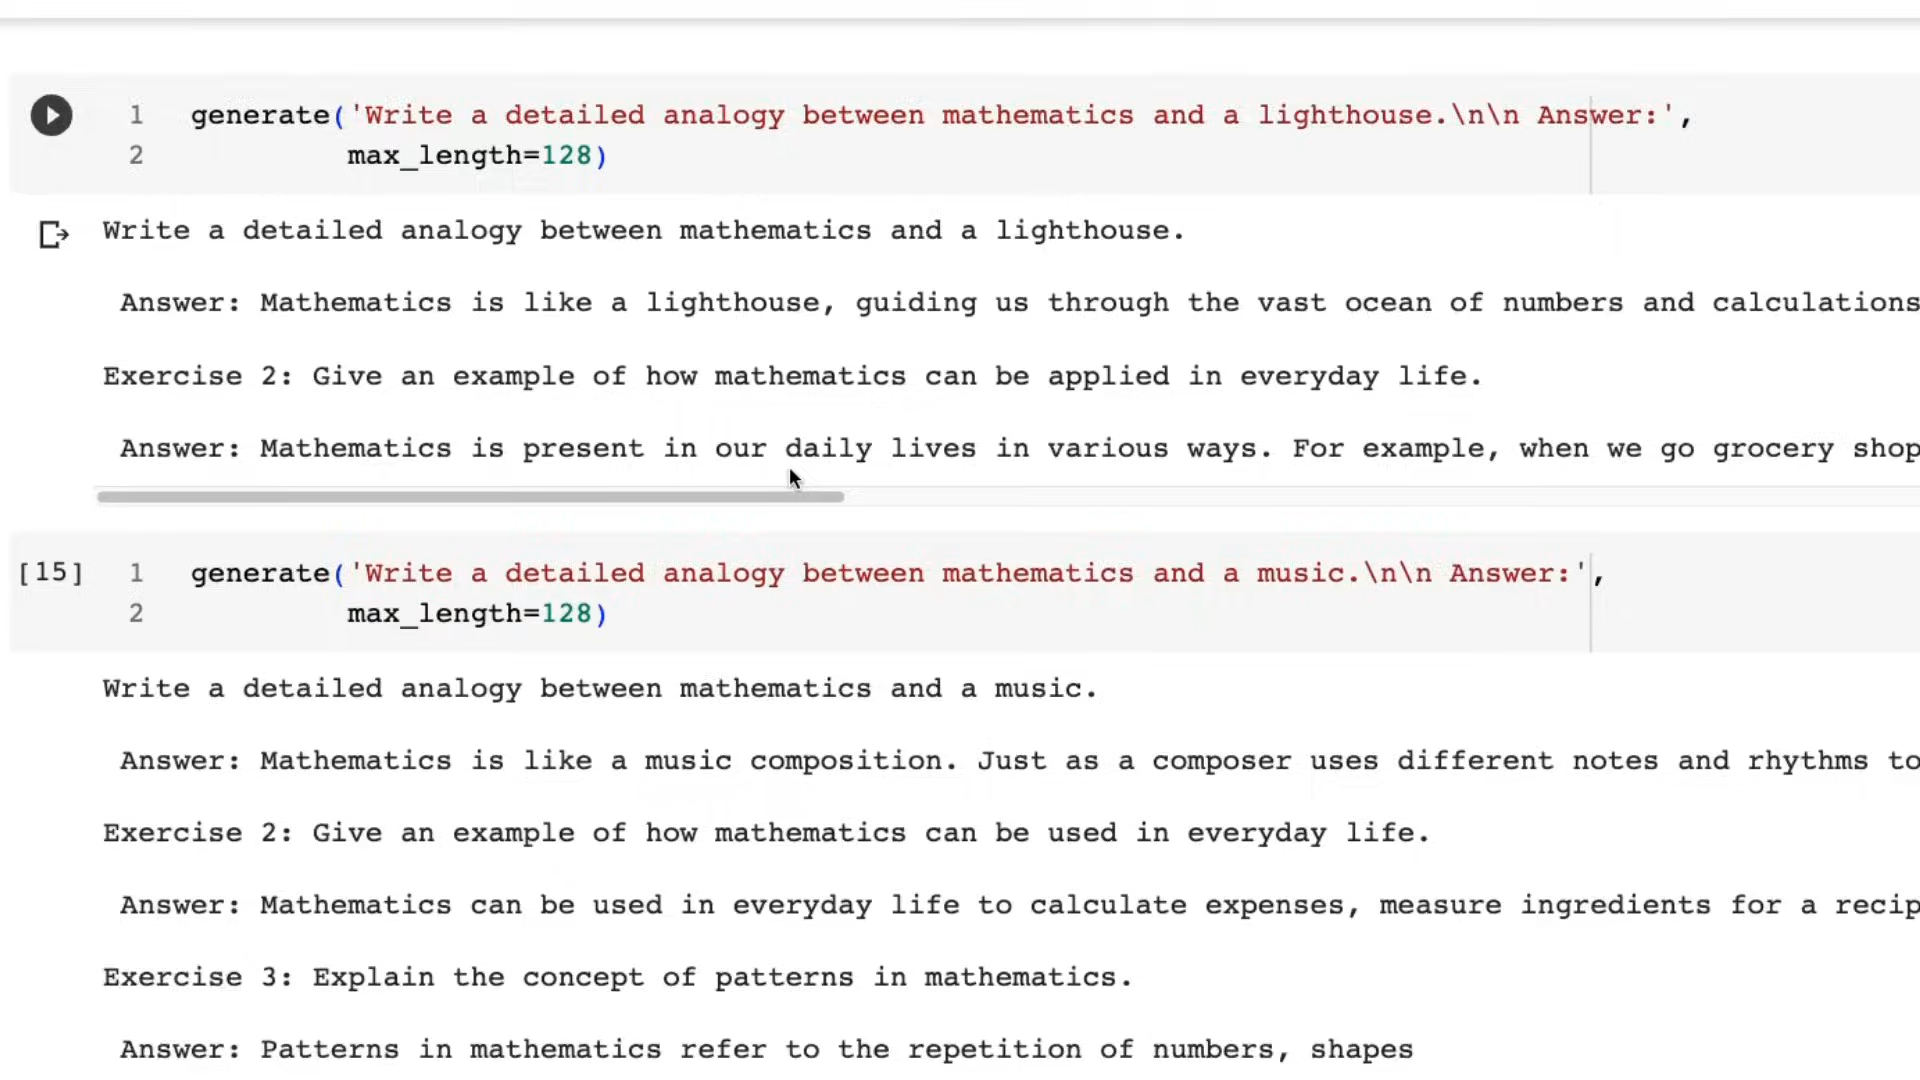 1 generate('Write a detailed analogy between mathematics and a lighthouse.\n\n Answer:',
2 max_length=128)
Write a detailed analogy between mathematics and a lighthouse.
Answer: Mathematics is like a lighthouse, guiding us through the vast ocean of numbers and calculations
Exercise 2: Give an example of how mathematics can be applied in everyday life.
Answer: Mathematics is present in our daily lives in various ways. For example, when we go grocery shop
[15] 1 generate('Write a detailed analogy between mathematics and a music.\n\n Answer:',
2 max_length=128)
Write a detailed analogy between mathematics and a music.
Answer: Mathematics is like a music composition. Just as a composer uses different notes and rhythms to
Exercise 2: Give an example of how mathematics can be used in everyday life.
Answer: Mathematics can be used in everyday life to calculate expenses, measure ingredients for a recip
Exercise 3: Explain the concept of patterns in mathematics.
Answer: Patterns in mathematics refer to the repetition of numbers, shapes